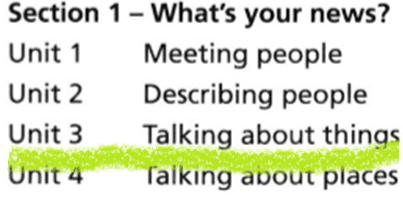 Section 1 – What's your news?
Unit 1 Meeting people
Unit 2 Describing people
Unit 3 Talking about things
Unit 4 Talking about places